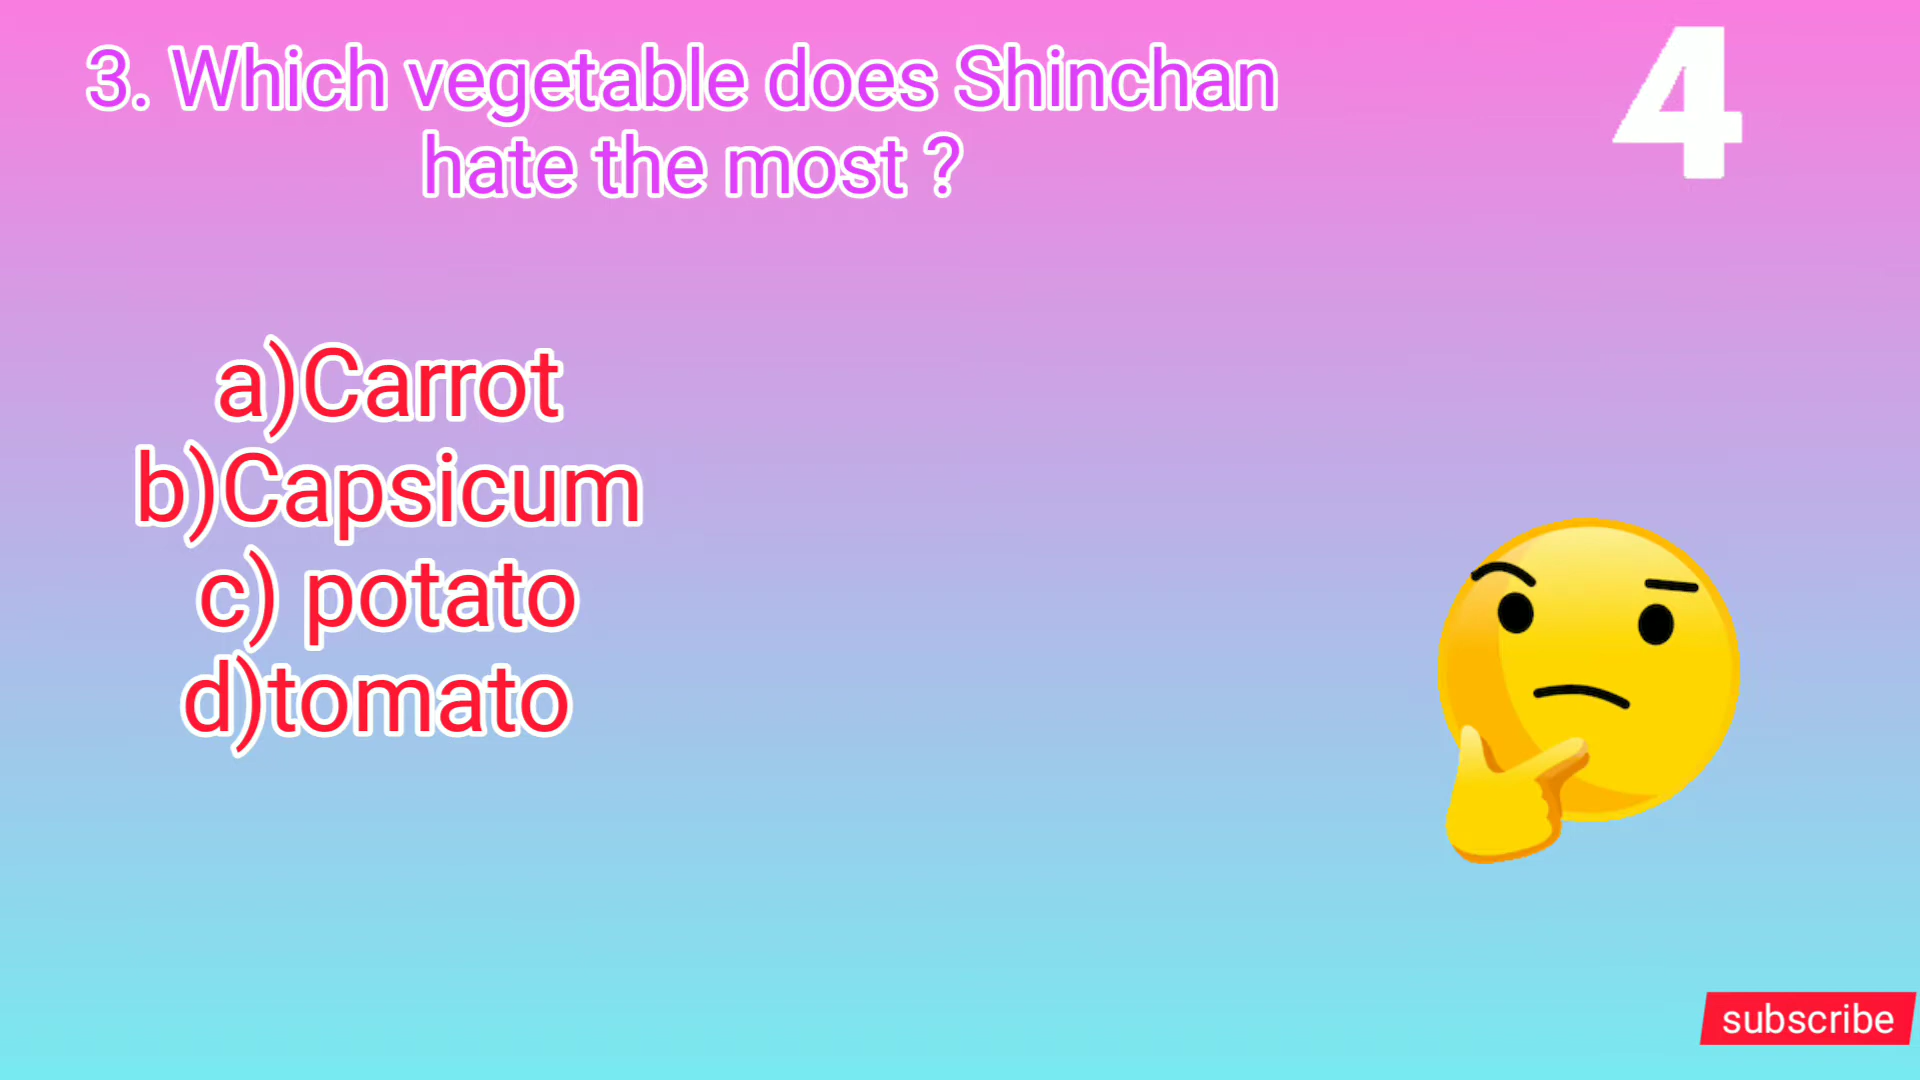 3. Which vegetable does Shinchan
hate the most ?
4
a)Carrot
b)Capsicum
c) potato
d)tomato
subscribe